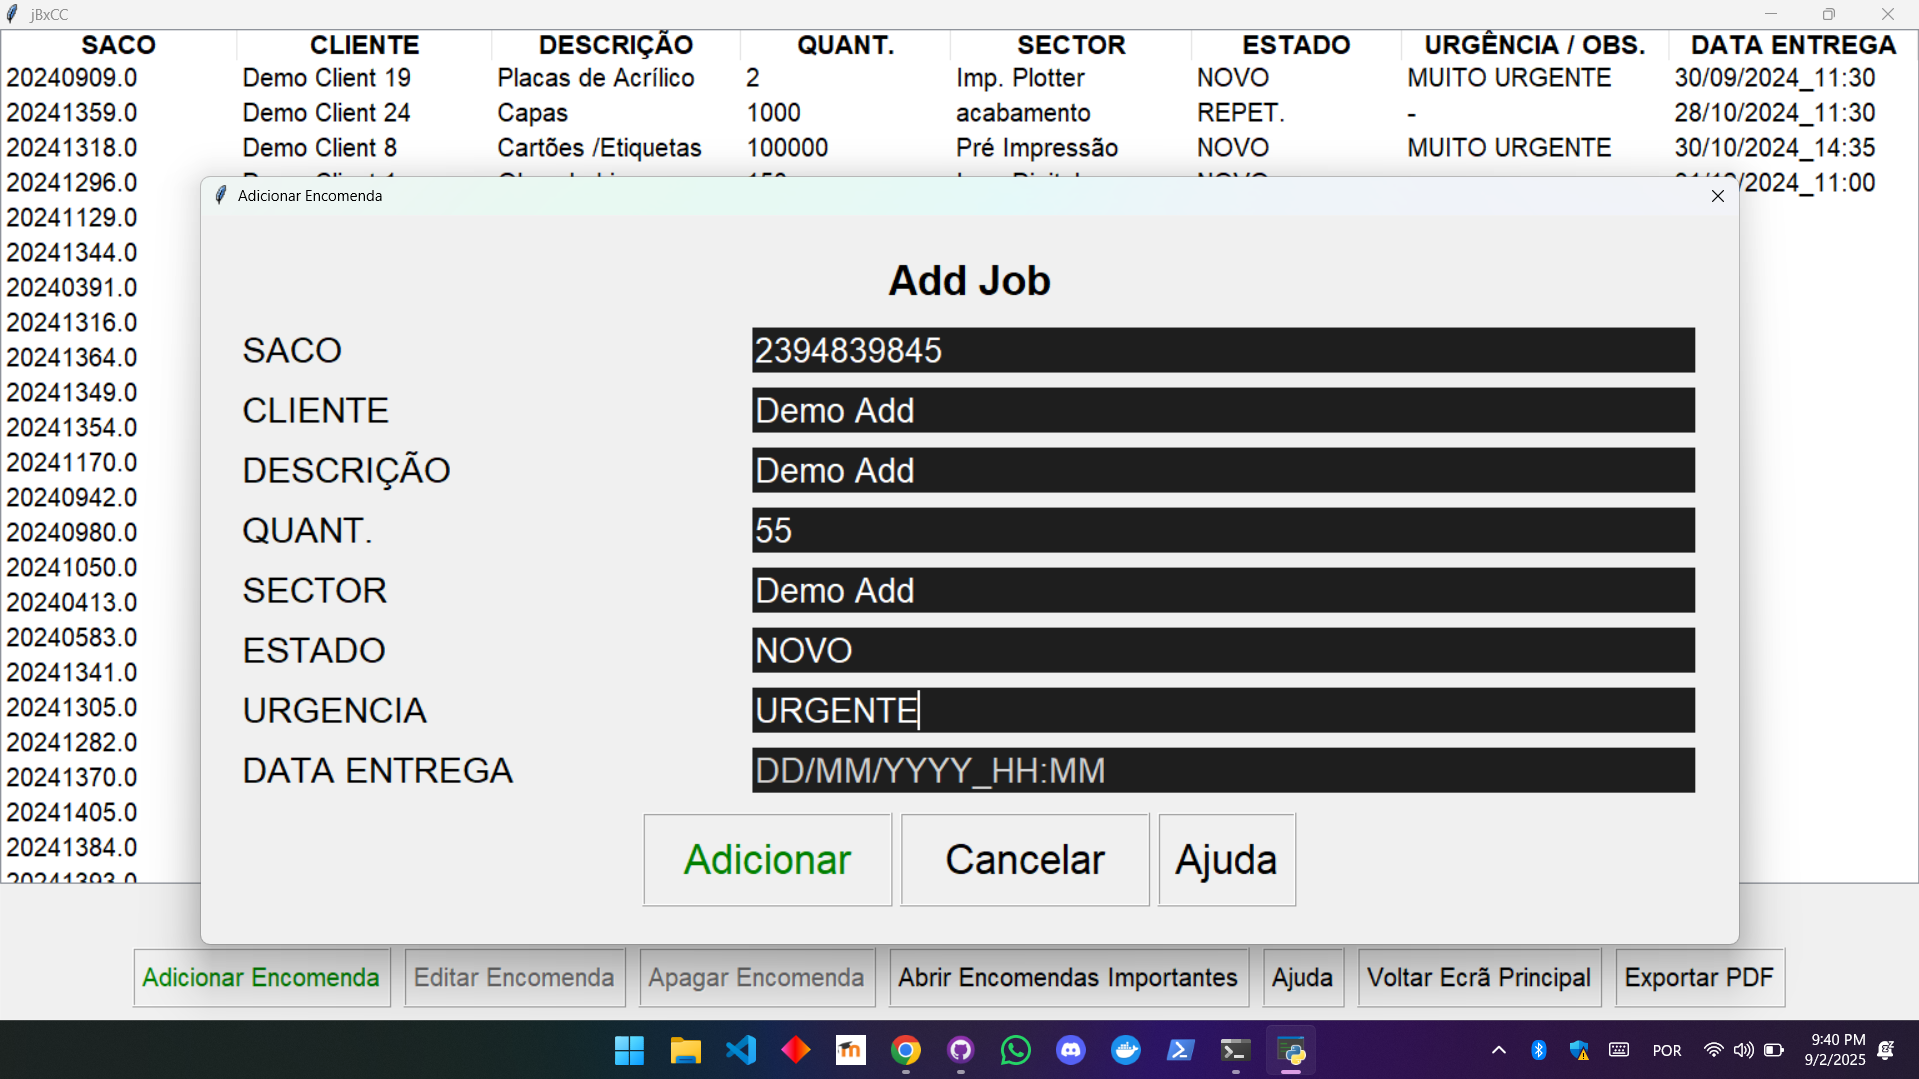 jBxCC
SACO CLIENTE DESCRIÇÃO QUANT. SECTOR ESTADO URGÊNCIA / OBS. DATA ENTREGA
20240909.0 Demo Client 19 Placas de Acrílico 2 Imp. Plotter NOVO MUITO URGENTE 30/09/2024_11:30
20241359.0 Demo Client 24 Capas 1000 acabamento REPET. - 28/10/2024_11:30
20241318.0 Demo Client 8 Cartões /Etiquetas 100000 Pré Impressão NOVO MUITO URGENTE 30/10/2024_14:35
20241296.0 /2024_11:00
20241129.0
20241344.0
20240391.0
20241316.0
20241364.0
20241349.0
20241354.0
20241170.0
20240942.0
20240980.0
20241050.0
20240413.0
20240583.0
20241341.0
20241305.0
20241282.0
20241370.0
20241405.0
20241384.0
20241393.0
Adicionar Encomenda
Add Job
SACO 2394839845
CLIENTE Demo Add
DESCRIÇÃO Demo Add
QUANT. 55
SECTOR Demo Add
ESTADO NOVO
URGENCIA URGENTE
DATA ENTREGA DD/MM/YYYY_HH:MM
Adicionar Cancelar Ajuda
Adicionar Encomenda Editar Encomenda Apagar Encomenda Abrir Encomendas Importantes Ajuda Voltar Ecrã Principal Exportar PDF
POR 9:40 PM
9/2/2025